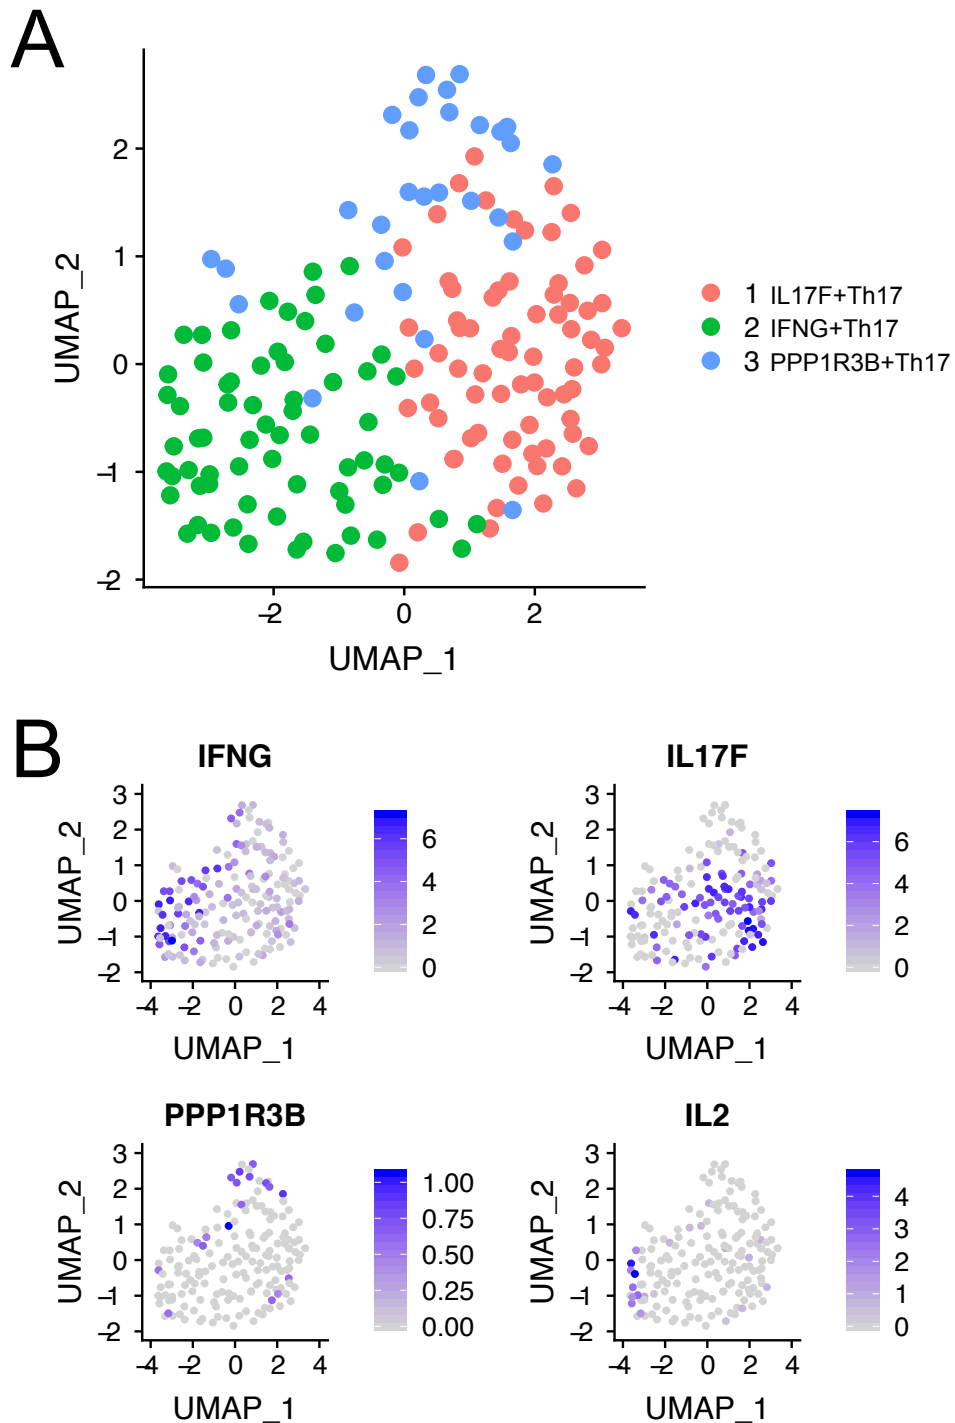 A
UMAP_2
2
1
0
−1
−2
−2 0 2
UMAP_1
1 IL17F+Th17
2 IFNG+Th17
3 PPP1R3B+Th17
B
IFNG
UMAP_2
3
2
1
0
−1
−2
−4 −2 0 2 4
UMAP_1
6
4
2
0
IL17F
UMAP_2
3
2
1
0
−1
−2
−4 −2 0 2 4
UMAP_1
6
4
2
0
PPP1R3B
UMAP_2
3
2
1
0
−1
−2
−4 −2 0 2 4
UMAP_1
1.00
0.75
0.50
0.25
0.00
IL2
UMAP_2
3
2
1
0
−1
−2
−4 −2 0 2 4
UMAP_1
4
3
2
1
0